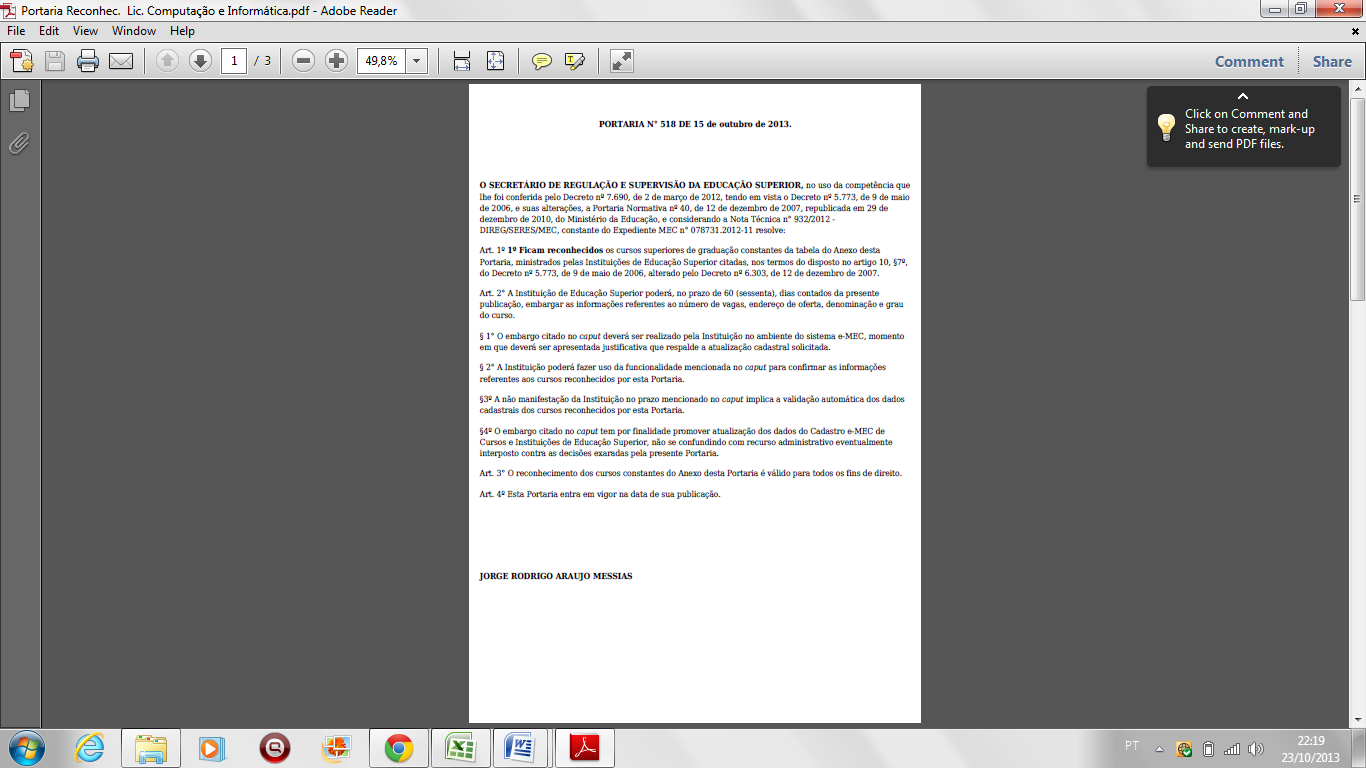 Portaria Reconhec.  Lic. Computação e Informática.pdf - Adobe Reader
File Edit View Window Help
1 / 3 49,8% Comment Share
Click on Comment and
Share to create, mark-up
and send PDF files.
PORTARIA N° 518 DE 15 de outubro de 2013.
O SECRETÁRIO DE REGULAÇÃO E SUPERVISÃO DA EDUCAÇÃO SUPERIOR, no uso da competência que
lhe foi conferida pelo Decreto nº 7.690, de 2 de março de 2012, tendo em vista o Decreto nº 5.773, de 9 de maio
de 2006, e suas alterações, a Portaria Normativa nº 40, de 12 de dezembro de 2007, republicada em 29 de
dezembro de 2010, do Ministério da Educação, e considerando a Nota Técnica n° 932/2012 -
DIREG/SERES/MEC, constante do Expediente MEC n° 078731.2012-11 resolve:
Art. 1º 1º Ficam reconhecidos os cursos superiores de graduação constantes da tabela do Anexo desta
Portaria, ministrados pelas Instituições de Educação Superior citadas, nos termos do disposto no artigo 10, §7º,
do Decreto nº 5.773, de 9 de maio de 2006, alterado pelo Decreto nº 6.303, de 12 de dezembro de 2007.
Art. 2° A Instituição de Educação Superior poderá, no prazo de 60 (sessenta), dias contados da presente
publicação, embargar as informações referentes ao número de vagas, endereço de oferta, denominação e grau
do curso.
§ 1° O embargo citado no caput deverá ser realizado pela Instituição no ambiente do sistema e-MEC, momento
em que deverá ser apresentada justificativa que respalde a atualização cadastral solicitada.
§ 2° A Instituição poderá fazer uso da funcionalidade mencionada no caput para confirmar as informações
referentes aos cursos reconhecidos por esta Portaria.
§3º A não manifestação da Instituição no prazo mencionado no caput implica a validação automática dos dados
cadastrais dos cursos reconhecidos por esta Portaria.
§4º O embargo citado no caput tem por finalidade promover atualização dos dados do Cadastro e-MEC de
Cursos e Instituições de Educação Superior, não se confundindo com recurso administrativo eventualmente
interposto contra as decisões exaradas pela presente Portaria.
Art. 3° O reconhecimento dos cursos constantes do Anexo desta Portaria é válido para todos os fins de direito.
Art. 4º Esta Portaria entra em vigor na data de sua publicação.
JORGE RODRIGO ARAUJO MESSIAS
PT 22:19
23/10/2013